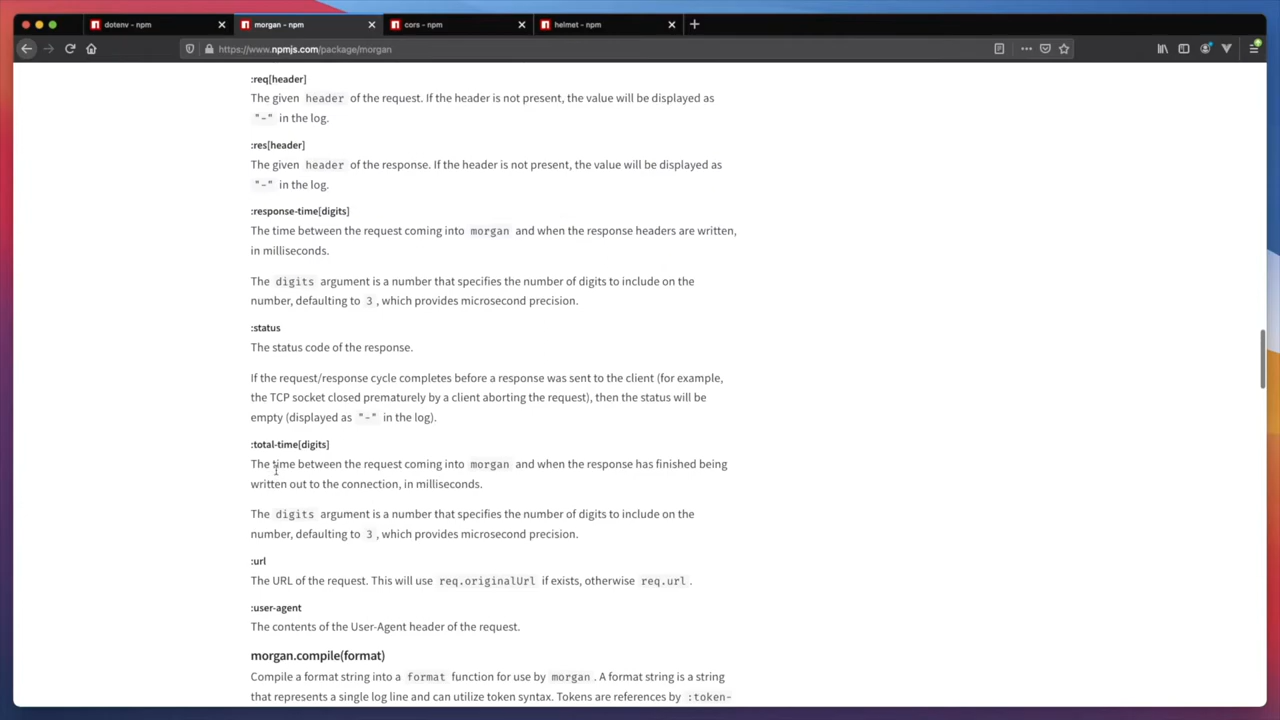 dotenv - npm
morgan - npm
cors - npm
helmet - npm
https://www.npmjs.com/package/morgan
:req[header]
The given header of the request. If the header is not present, the value will be displayed as
"-" in the log.
:res[header]
The given header of the response. If the header is not present, the value will be displayed as
"-" in the log.
:response-time[digits]
The time between the request coming into morgan and when the response headers are written,
in milliseconds.
The digits argument is a number that specifies the number of digits to include on the
number, defaulting to 3, which provides microsecond precision.
:status
The status code of the response.
If the request/response cycle completes before a response was sent to the client (for example,
the TCP socket closed prematurely by a client aborting the request), then the status will be
empty (displayed as "-" in the log).
:total-time[digits]
The time between the request coming into morgan and when the response has finished being
written out to the connection, in milliseconds.
The digits argument is a number that specifies the number of digits to include on the
number, defaulting to 3, which provides microsecond precision.
:url
The URL of the request. This will use req.originalUrl if exists, otherwise req.url.
:user-agent
The contents of the User-Agent header of the request.
morgan.compile(format)
Compile a format string into a format function for use by morgan. A format string is a string
that represents a single log line and can utilize token syntax. Tokens are references by :token-